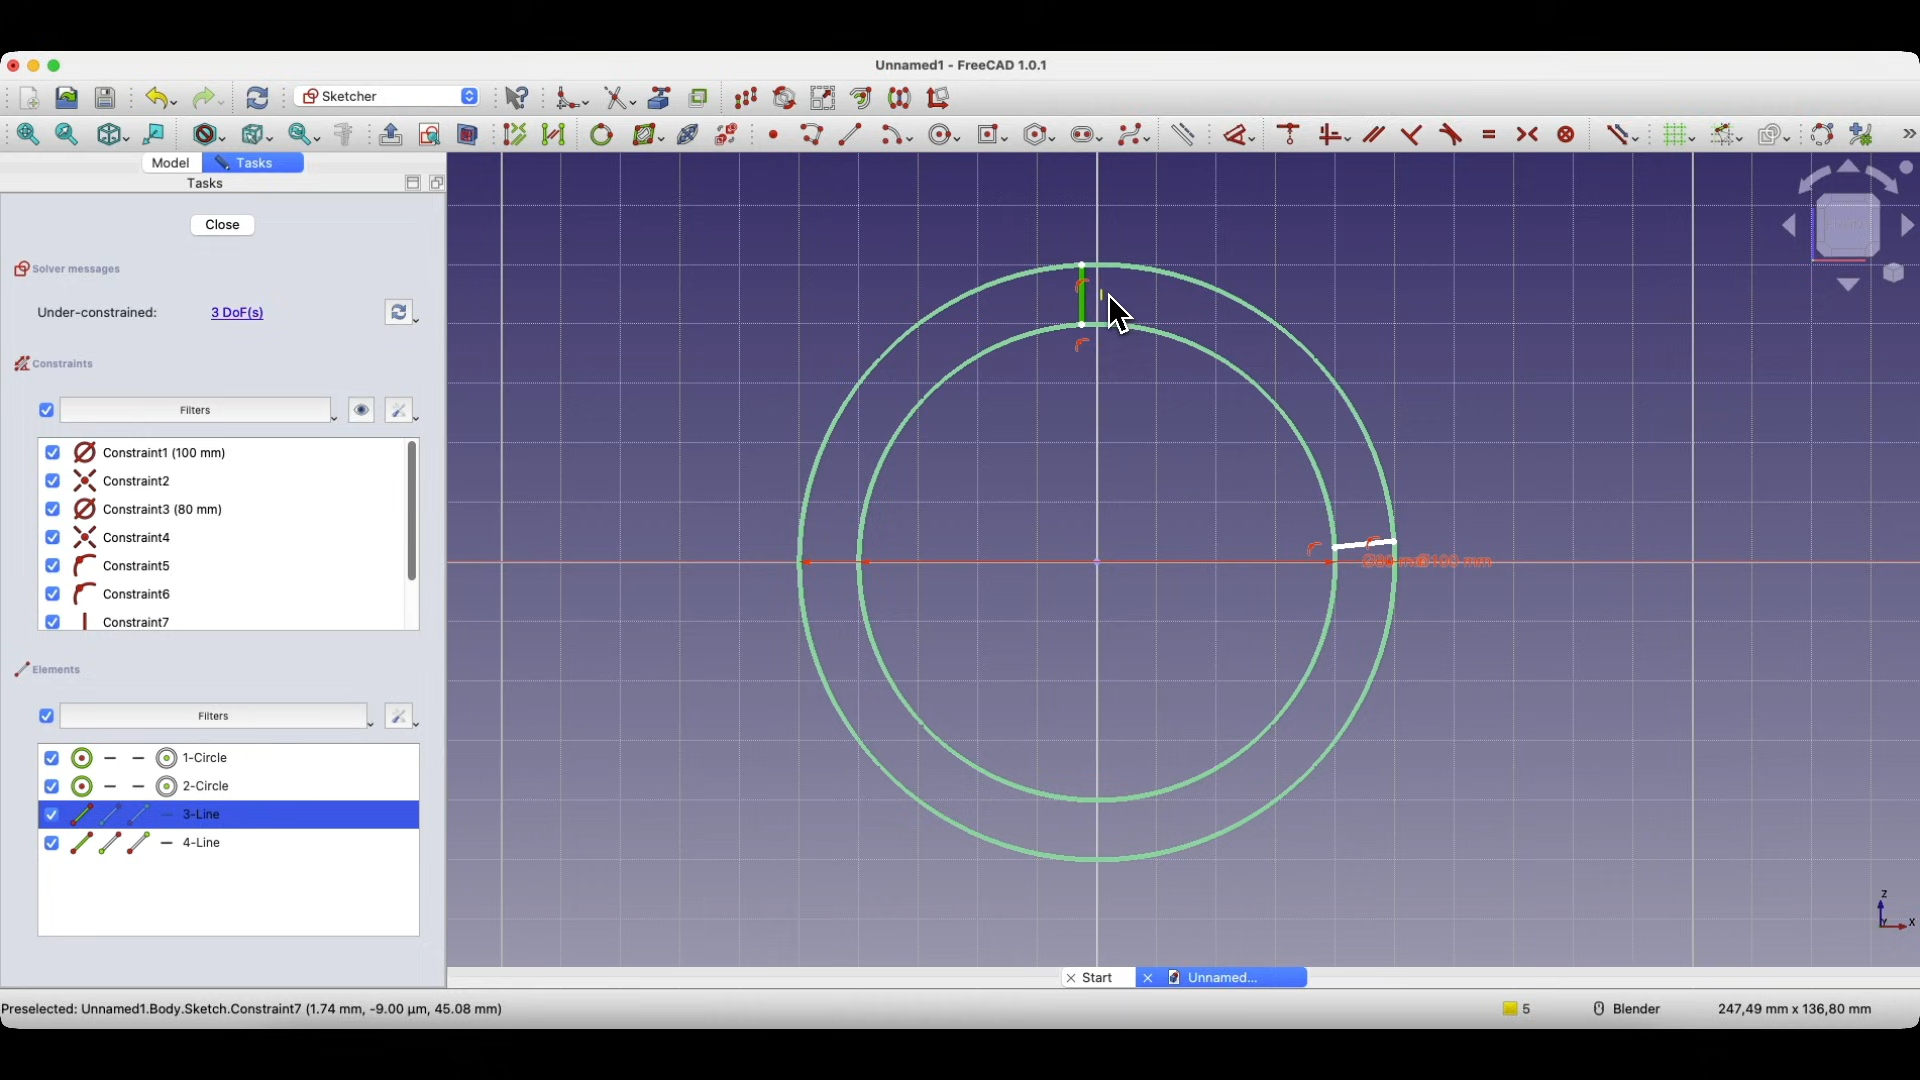 Unnamed1 - FreeCAD 1.0.1
Sketcher
Model
Tasks
Tasks
Close
Solver messages
Under-constrained:
3 DoF(s)
Constraints
Filters
Constraint1 (100 mm)
Constraint2
Constraint3 (80 mm)
Constraint4
Constraint5
Constraint6
Constraint7
Elements
Filters
1-Circle
2-Circle
3-Line
4-Line
Z
X
Start
Unnamed...
Preselected: Unnamed1.Body.Sketch.Constraint7 (1.74 mm, -9.00 µm, 45.08 mm)
5
Blender
247,49 mm x 136,80 mm